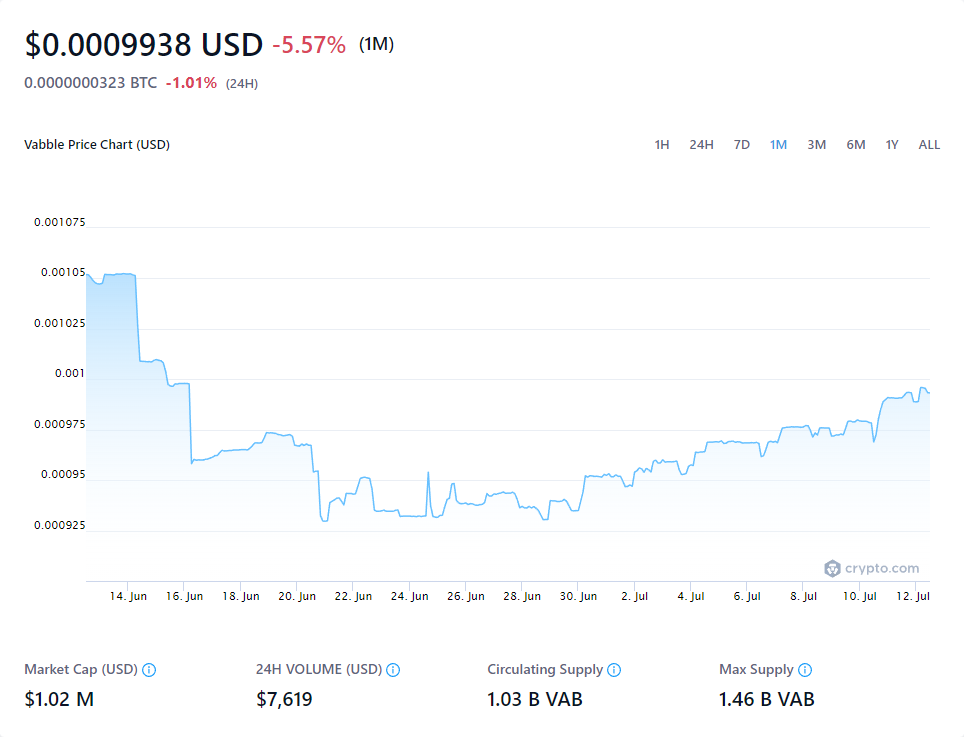 $0.0009938 USD -5.57% (1M)
0.0000000323 BTC -1.01% (24H)
Vabble Price Chart (USD) 1H 24H 7D 1M 3M 6M 1Y ALL
0.001075
0.00105
0.001025
0.001
0.000975
0.00095
0.000925
crypto.com
14. Jun 16. Jun 18. Jun 20. Jun 22. Jun 24. Jun 26. Jun 28. Jun 30. Jun 2. Jul 4. Jul 6. Jul 8. Jul 10. Jul 12. Jul
Market Cap (USD) 24H VOLUME (USD) Circulating Supply Max Supply
$1.02 M $7,619 1.03 B VAB 1.46 B VAB